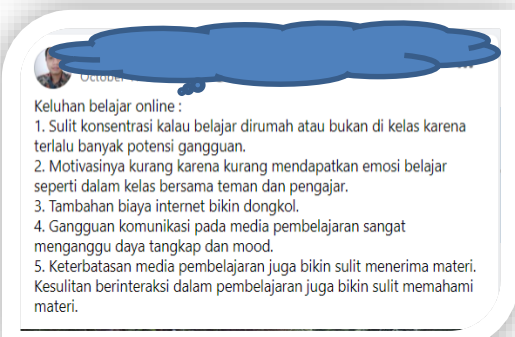 October
Keluhan belajar online :
1. Sulit konsentrasi kalau belajar dirumah atau bukan di kelas karena
terlalu banyak potensi gangguan.
2. Motivasinya kurang karena kurang mendapatkan emosi belajar
seperti dalam kelas bersama teman dan pengajar.
3. Tambahan biaya internet bikin dongkol.
4. Gangguan komunikasi pada media pembelajaran sangat
menganggu daya tangkap dan mood.
5. Keterbatasan media pembelajaran juga bikin sulit menerima materi.
Kesulitan berinteraksi dalam pembelajaran juga bikin sulit memahami
materi.